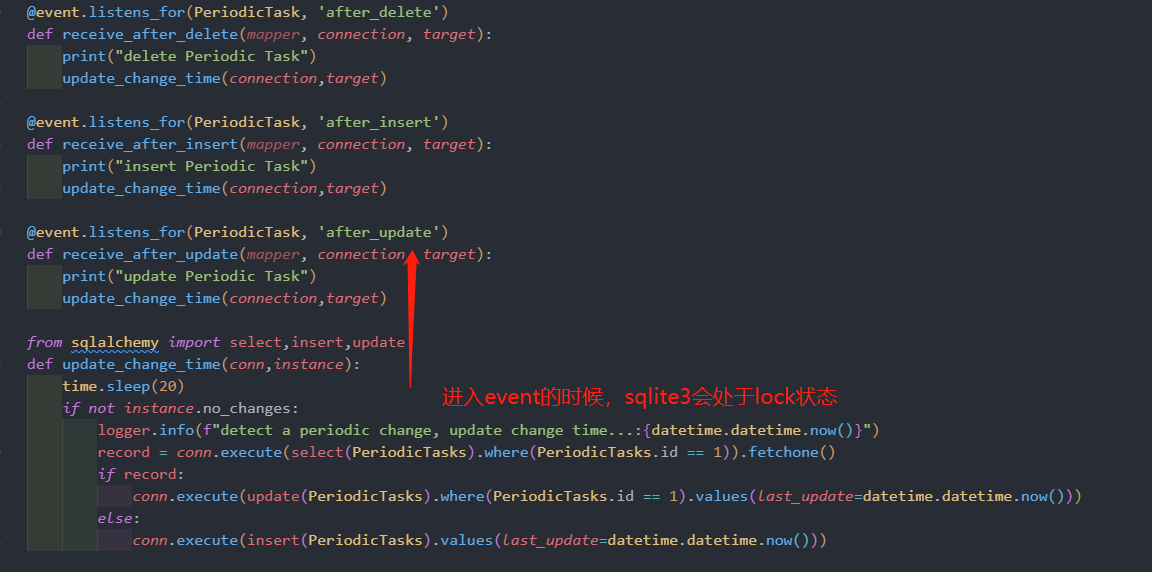 @event.listens_for(PeriodicTask, 'after_delete')
def receive_after_delete(mapper, connection, target):
    print("delete Periodic Task")
    update_change_time(connection,target)
@event.listens_for(PeriodicTask, 'after_insert')
def receive_after_insert(mapper, connection, target):
    print("insert Periodic Task")
    update_change_time(connection,target)
@event.listens_for(PeriodicTask, 'after_update')
def receive_after_update(mapper, connection, target):
    print("update Periodic Task")
    update_change_time(connection,target)
from sqlalchemy import select,insert,update
def update_change_time(conn,instance):
    time.sleep(20)
进入event的时候，sqlite3会处于lock状态
    if not instance.no_changes:
        logger.info(f"detect a periodic change, update change time...:{datetime.datetime.now()}")
        record = conn.execute(select(PeriodicTasks).where(PeriodicTasks.id == 1)).fetchone()
        if record:
            conn.execute(update(PeriodicTasks).where(PeriodicTasks.id == 1).values(last_update=datetime.datetime.now()))
        else:
            conn.execute(insert(PeriodicTasks).values(last_update=datetime.datetime.now()))